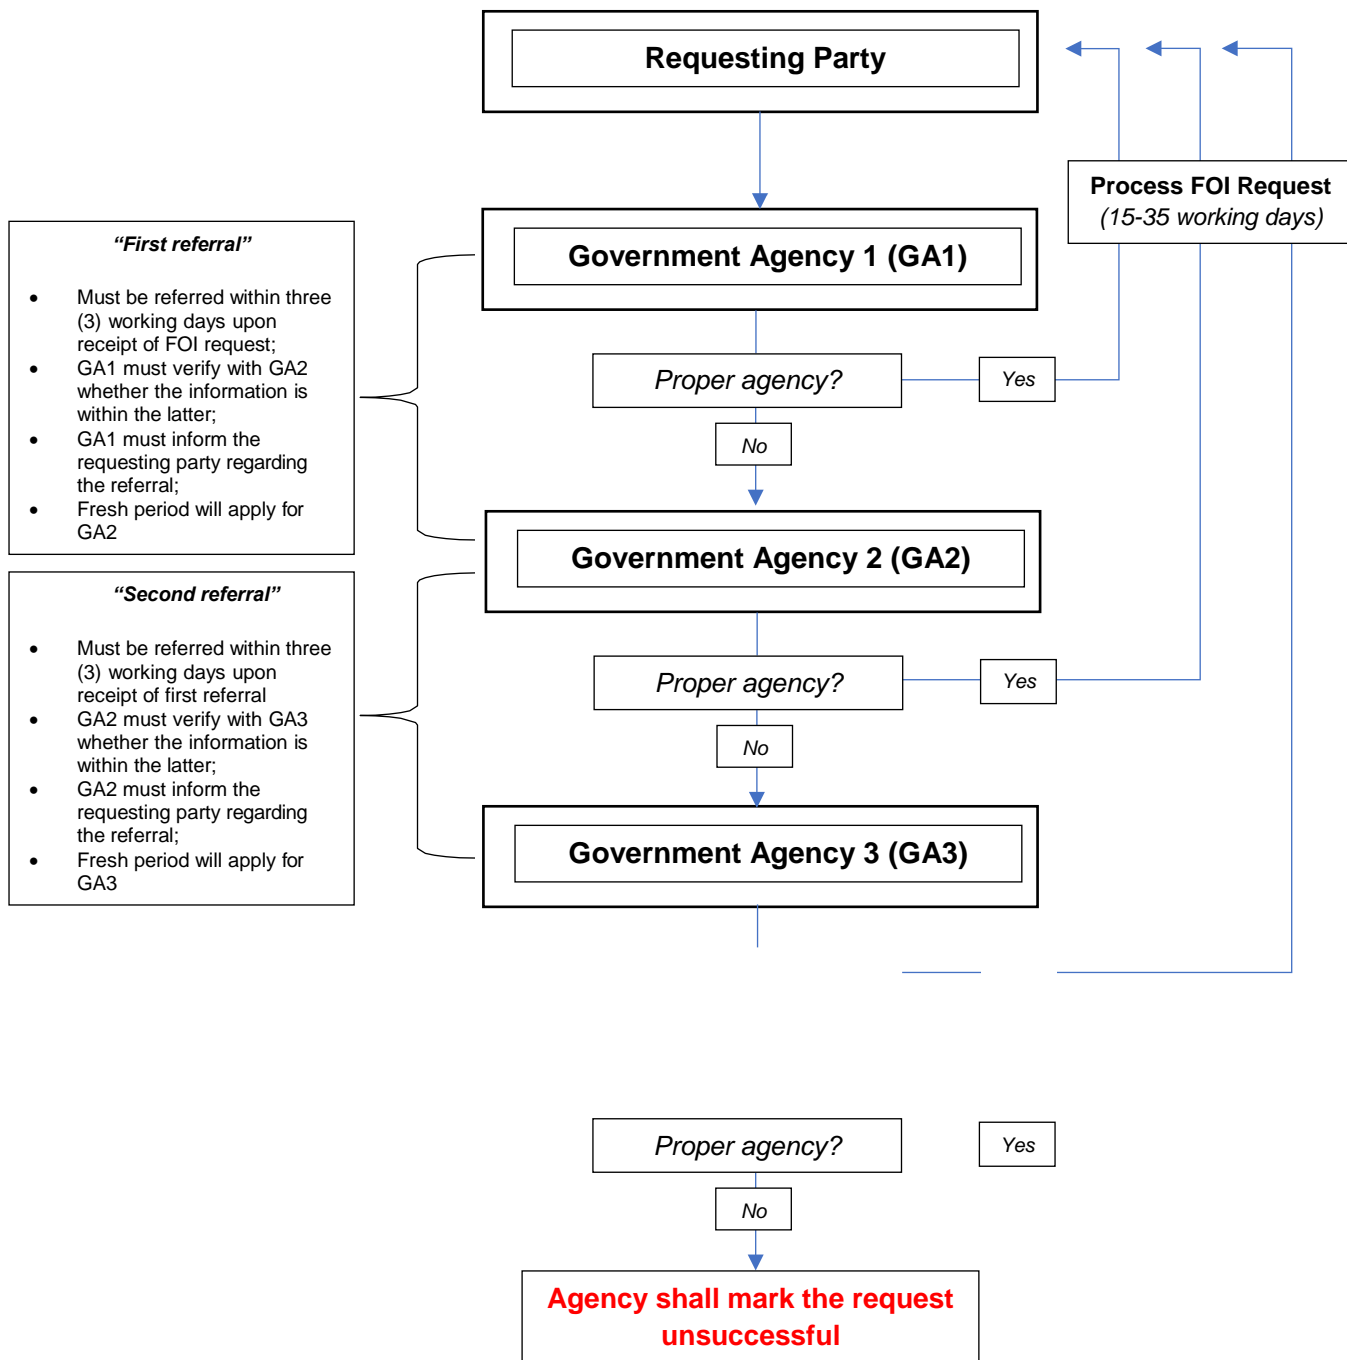 Requesting Party
Process FOI Request
(15-35 working days)
Government Agency 1 (GA1)
“First referral”
• Must be referred within three
(3) working days upon
receipt of FOI request;
• GA1 must verify with GA2
whether the information is
within the latter;
• GA1 must inform the
requesting party regarding
the referral;
• Fresh period will apply for
GA2
Proper agency?
Yes
No
Government Agency 2 (GA2)
“Second referral”
• Must be referred within three
(3) working days upon
receipt of first referral
• GA2 must verify with GA3
whether the information is
within the latter;
• GA2 must inform the
requesting party regarding
the referral;
• Fresh period will apply for
GA3
Proper agency?
Yes
No
Government Agency 3 (GA3)
Proper agency?
Yes
No
Agency shall mark the request
unsuccessful